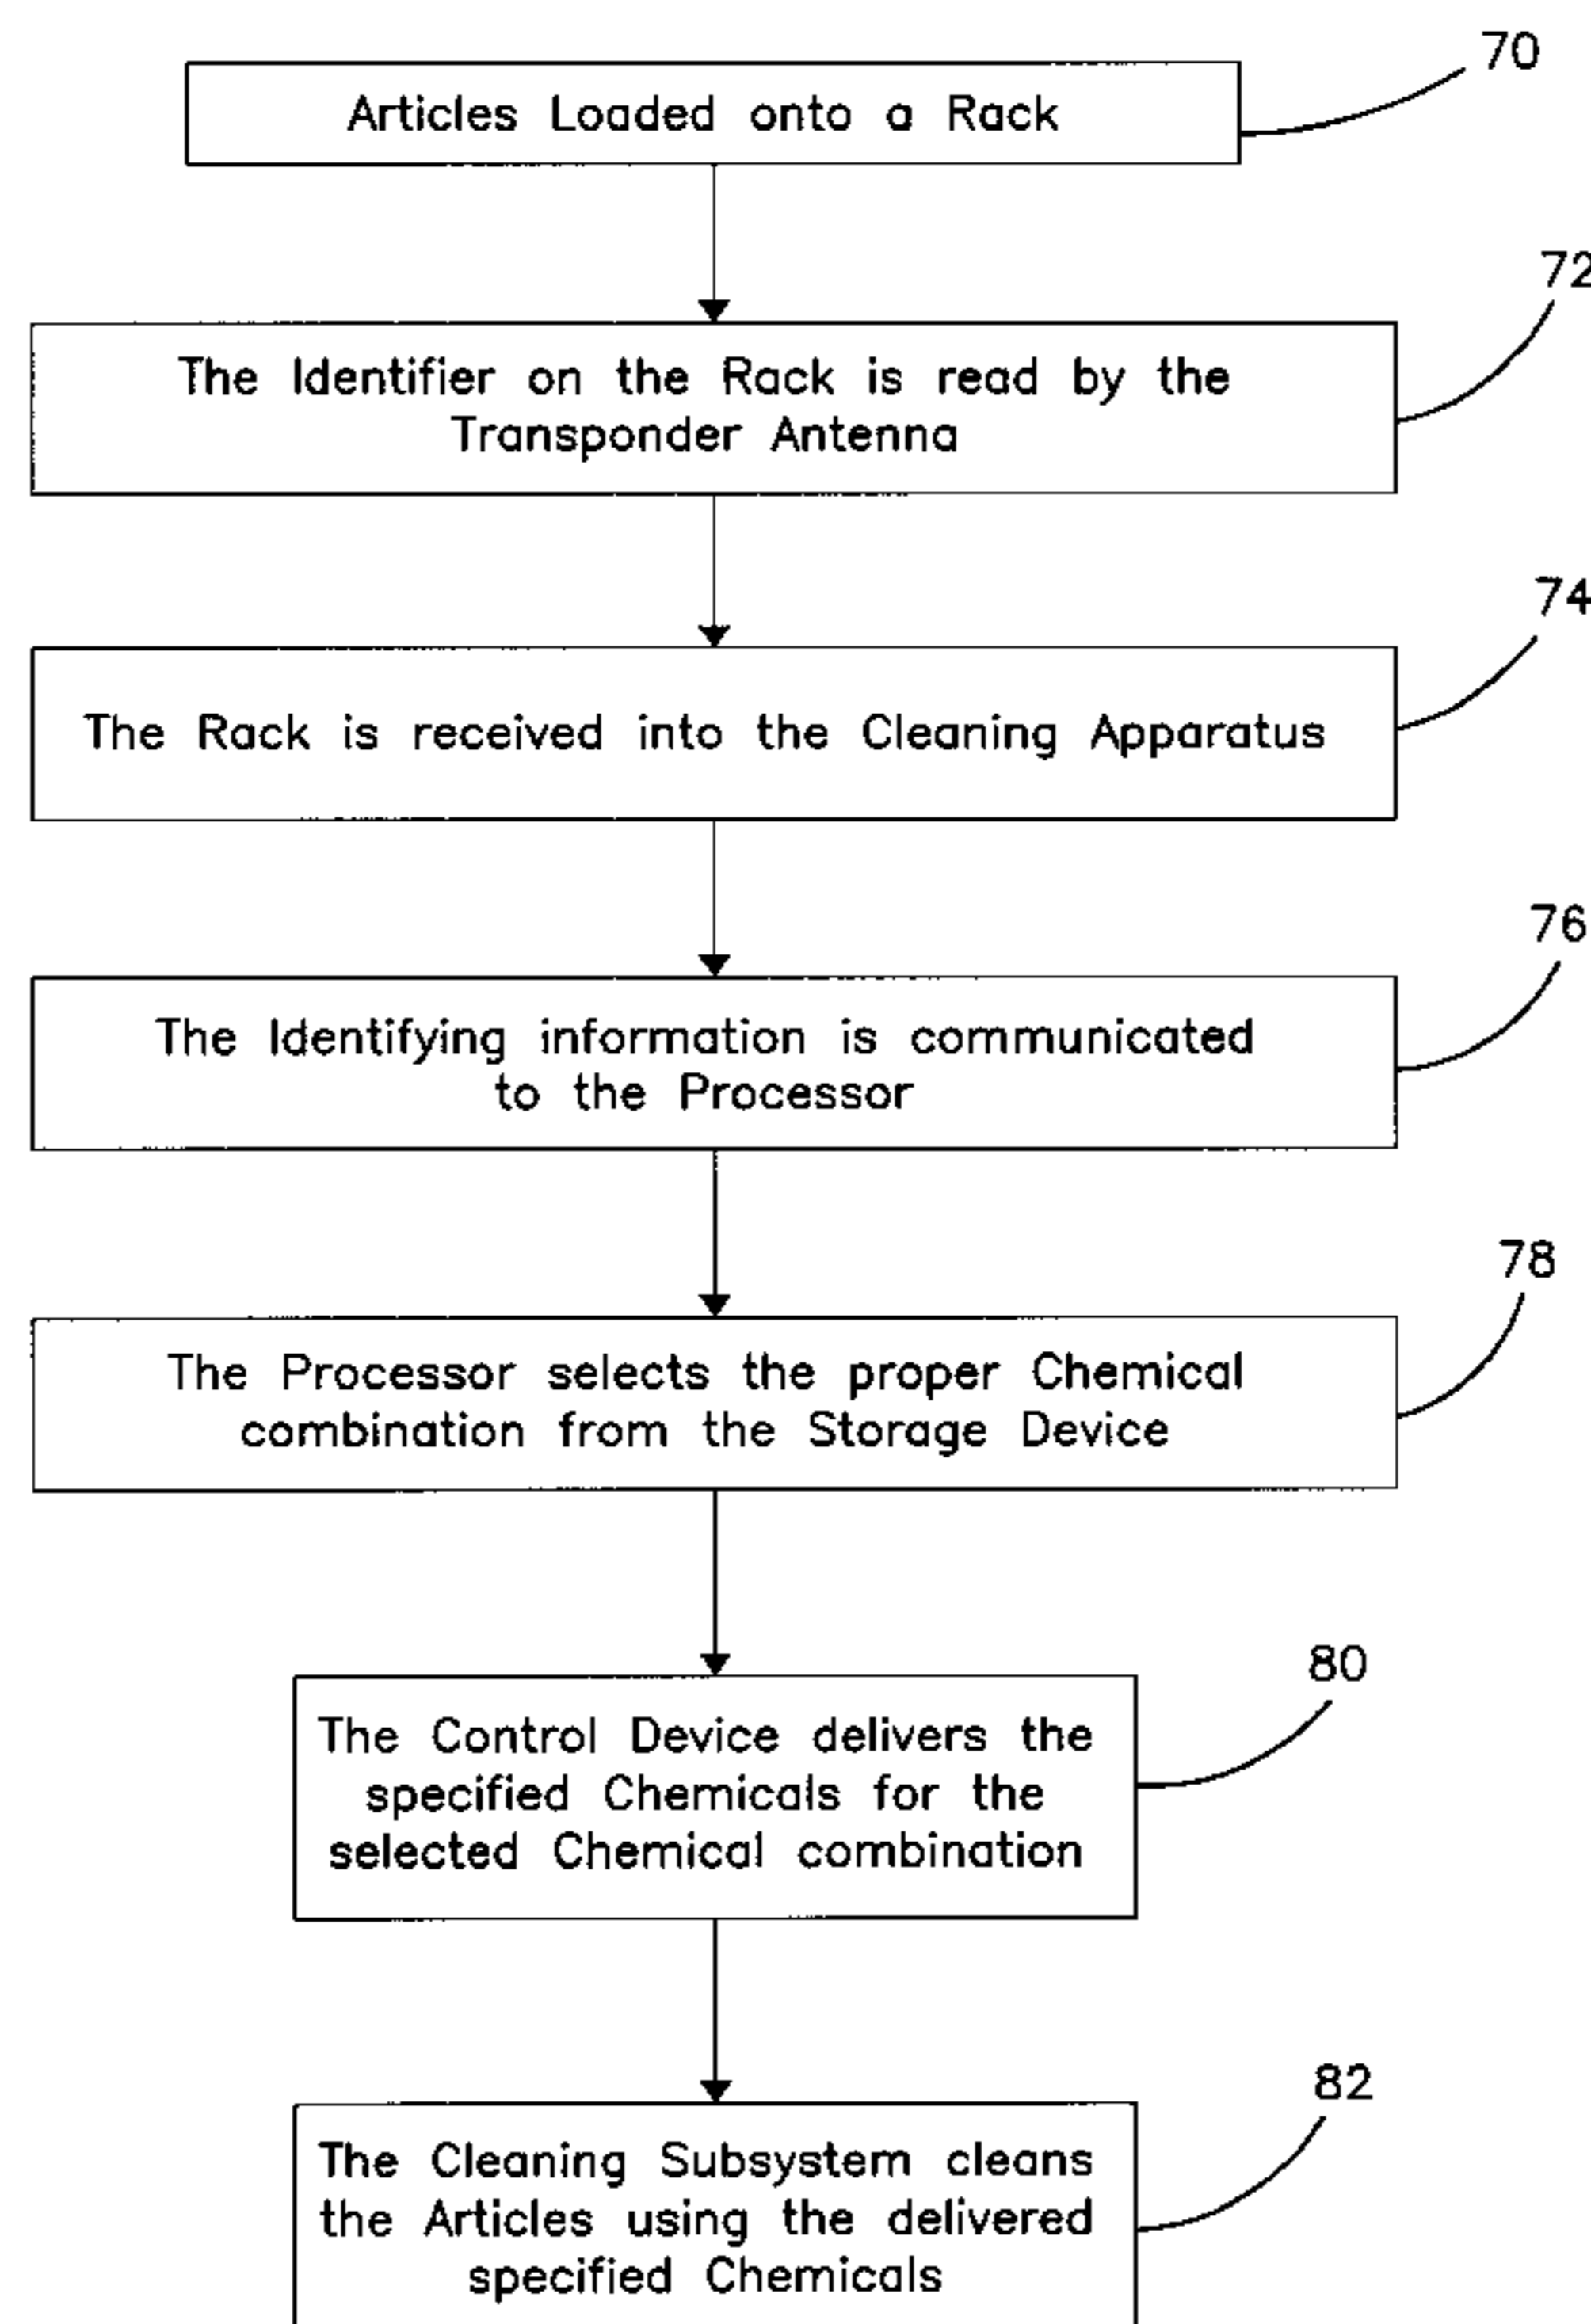 70
Articles Loaded onto a Rack
72
The Identifier on the Rack is read by the
Transponder Antenna
74
The Rack is received into the Cleaning Apparatus
76
The Identifying information is communicated
to the Processor
78
The Processor selects the proper Chemical
combination from the Storage Device
80
The Control Device delivers the
specified Chemicals for the
selected Chemical combination
82
The Cleaning Subsystem cleans
the Articles using the delivered
specified Chemicals